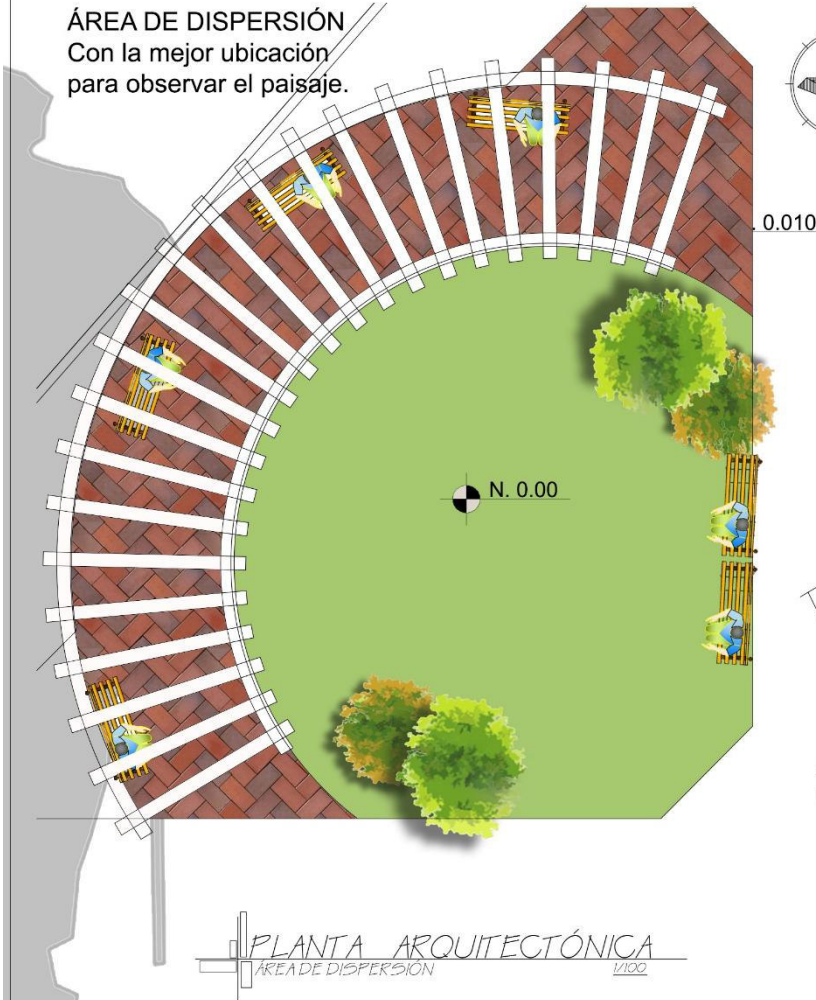 ÁREA DE DISPERSIÓN
Con la mejor ubicación
para observar el paisaje.
. 0.010
N. 0.00
PLANTA ARQUITECTÓNICA
ÁREA DE DISPERSIÓN 1/100